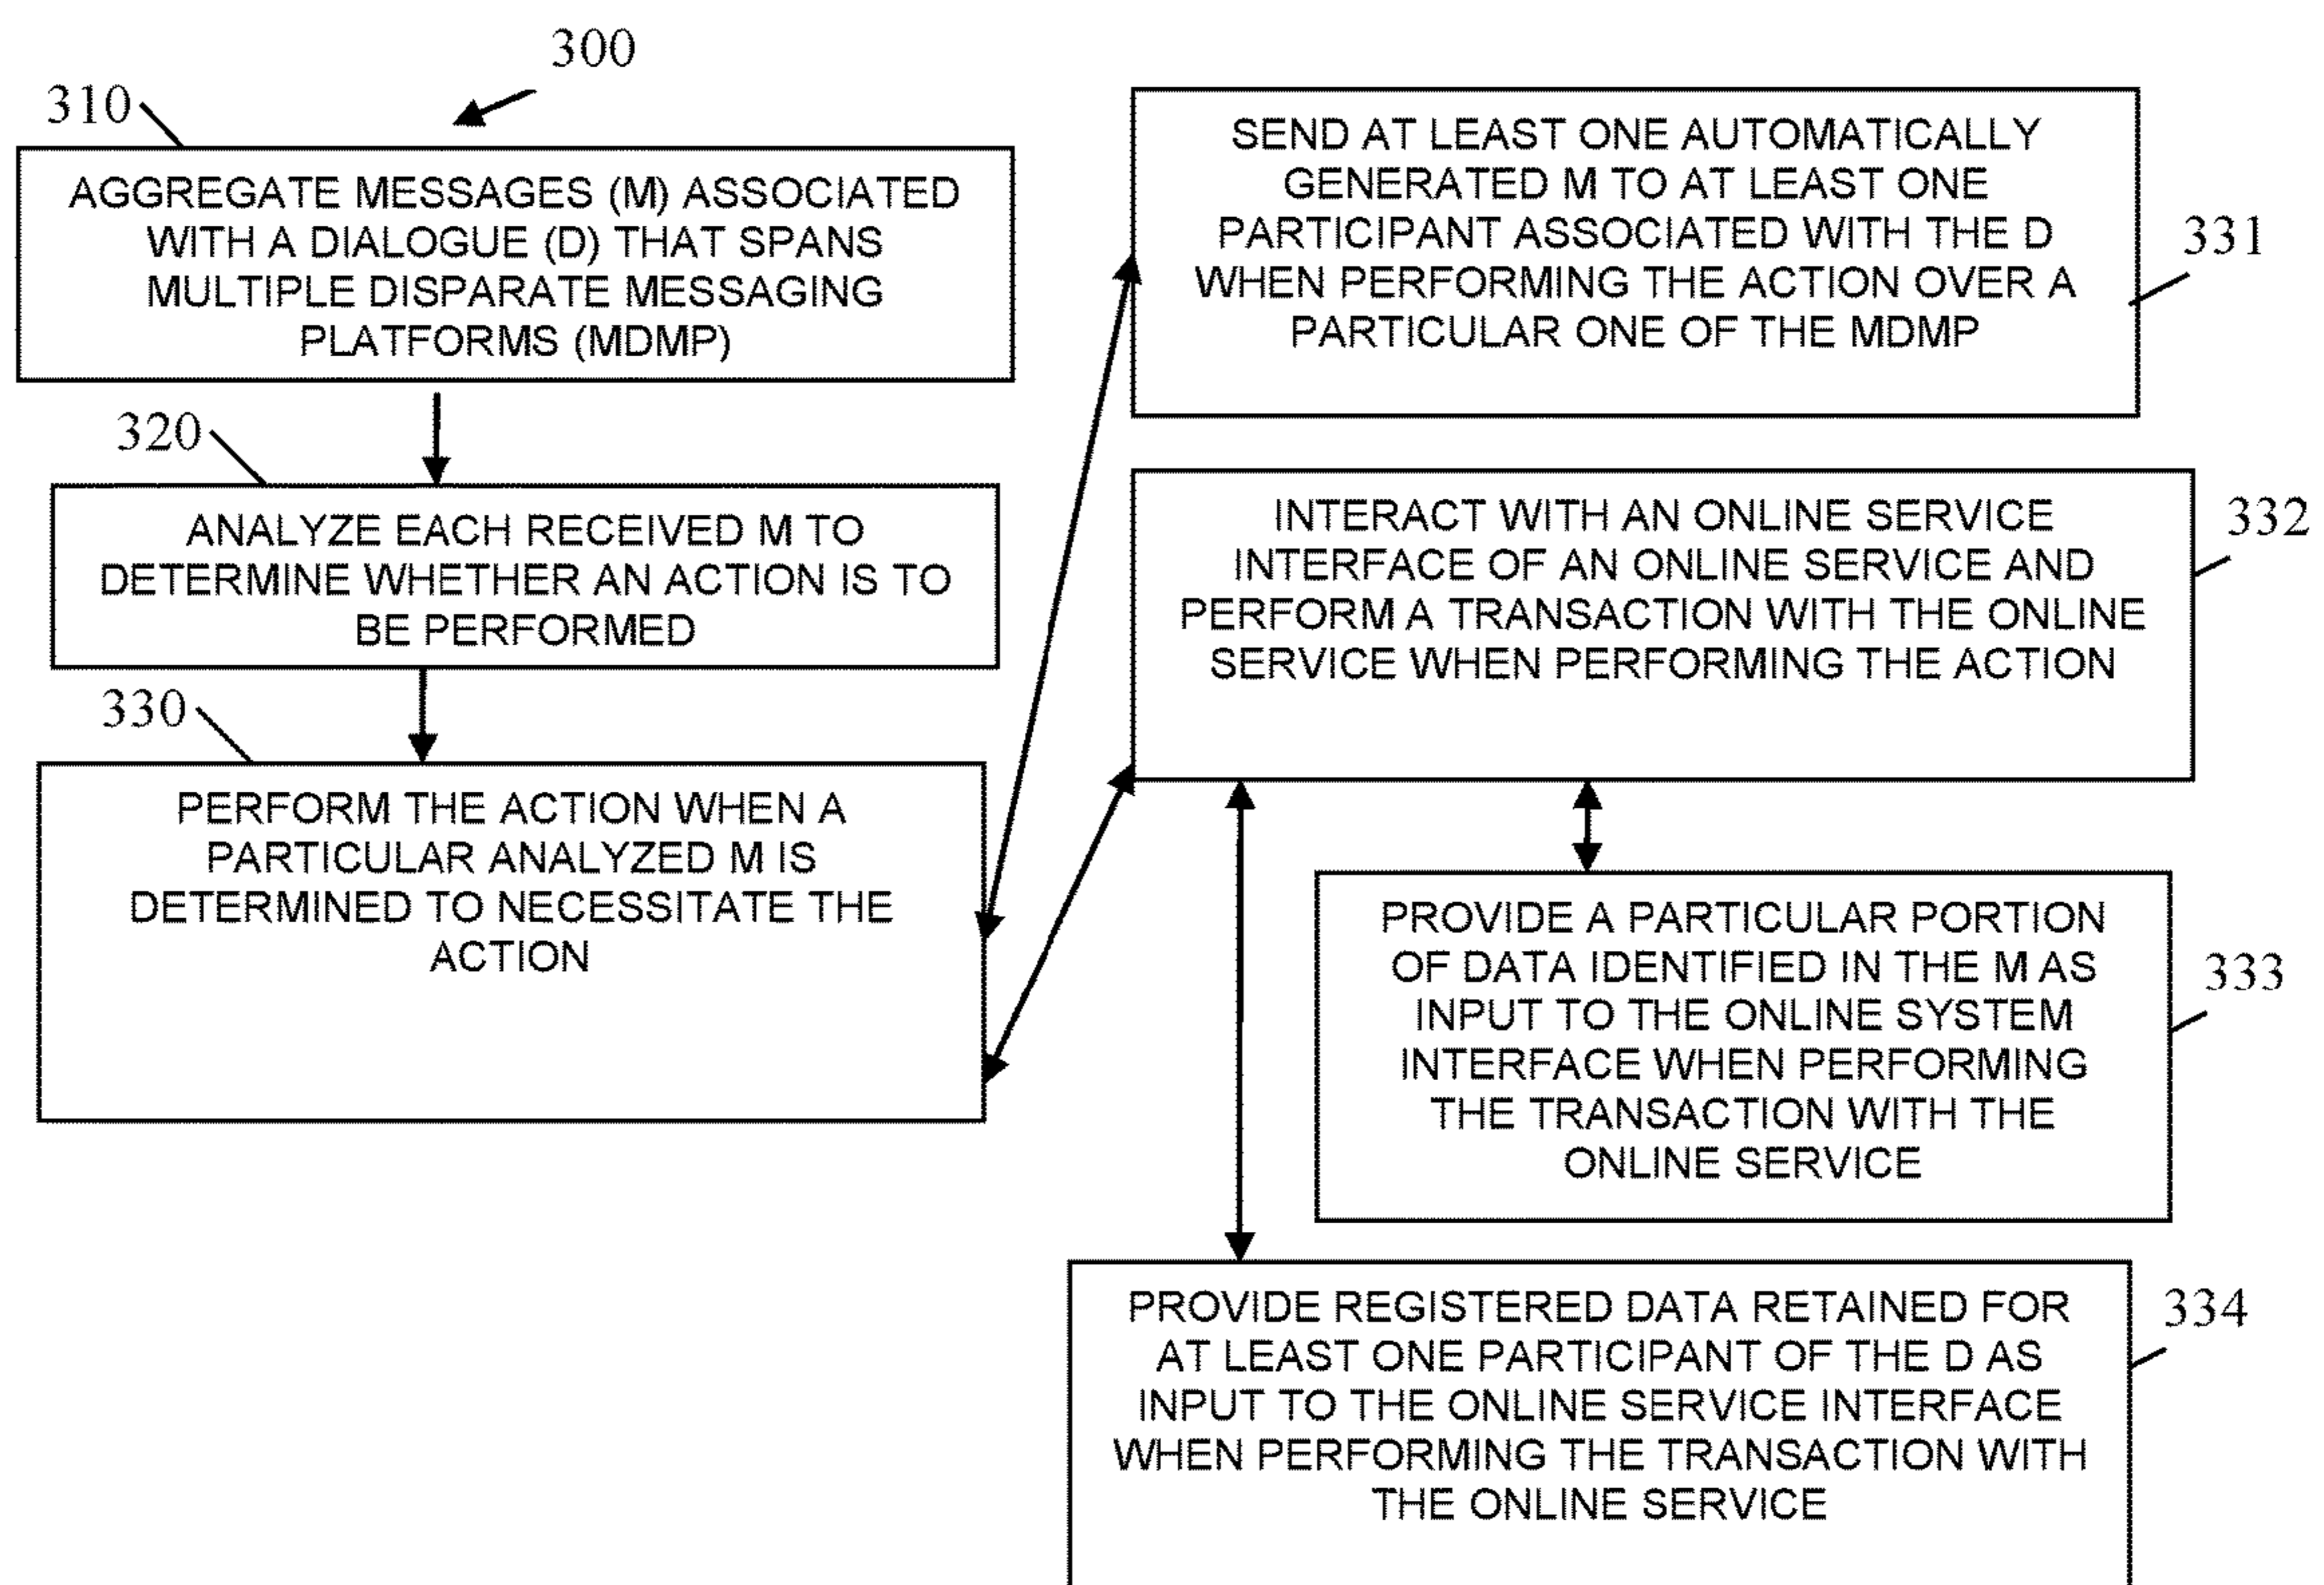 300
310
AGGREGATE MESSAGES (M) ASSOCIATED
WITH A DIALOGUE (D) THAT SPANS
MULTIPLE DISPARATE MESSAGING
PLATFORMS (MDMP)
320
ANALYZE EACH RECEIVED M TO
DETERMINE WHETHER AN ACTION IS TO
BE PERFORMED
330
PERFORM THE ACTION WHEN A
PARTICULAR ANALYZED M IS
DETERMINED TO NECESSITATE THE
ACTION
SEND AT LEAST ONE AUTOMATICALLY
GENERATED M TO AT LEAST ONE
PARTICIPANT ASSOCIATED WITH THE D
WHEN PERFORMING THE ACTION OVER A
PARTICULAR ONE OF THE MDMP
331
INTERACT WITH AN ONLINE SERVICE
INTERFACE OF AN ONLINE SERVICE AND
PERFORM A TRANSACTION WITH THE ONLINE
SERVICE WHEN PERFORMING THE ACTION
332
PROVIDE A PARTICULAR PORTION
OF DATA IDENTIFIED IN THE M AS
INPUT TO THE ONLINE SYSTEM
INTERFACE WHEN PERFORMING
THE TRANSACTION WITH THE
ONLINE SERVICE
333
PROVIDE REGISTERED DATA RETAINED FOR
AT LEAST ONE PARTICIPANT OF THE D AS
INPUT TO THE ONLINE SERVICE INTERFACE
WHEN PERFORMING THE TRANSACTION WITH
THE ONLINE SERVICE
334